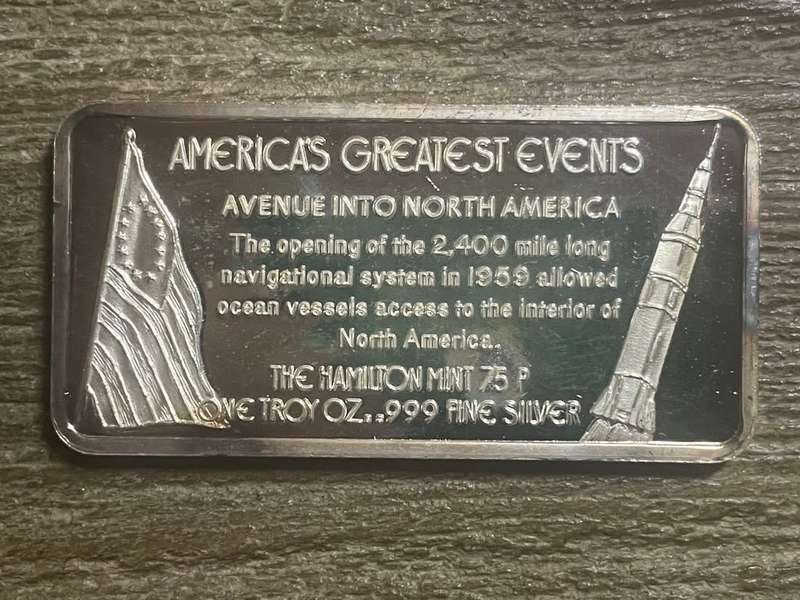 AMERICA'S GREATEST EVENTS
AVENUE INTO NORTH AMERICA
The opening of the 2,400 mile long
navigational system in 1959 allowed
ocean vessels access to the interior of
North America.
THE HAMILTON MINT 75 P
ONE TROY OZ..999 FINE SILVER